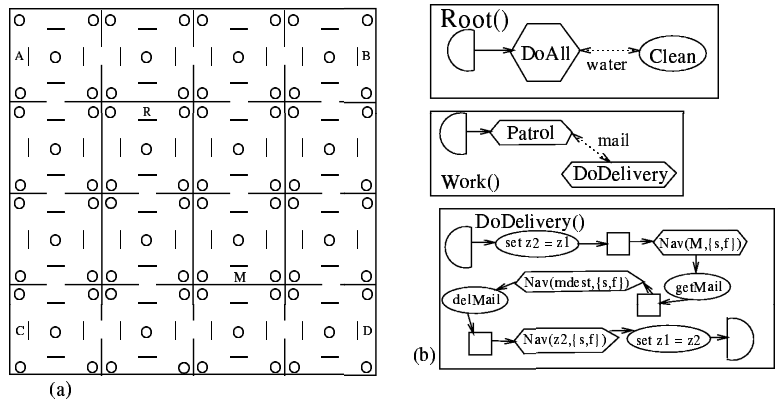 A
B
R
M
C
D
(a)
Root()
DoAll
water
Clean
Patrol
mail
DoDelivery
Work()
DoDelivery()
set z2 = z1
Nav(M,{s,f})
Nav(mdest,{s,f})
getMail
delMail
Nav(z2,{s,f})
set z1 = z2
(b)